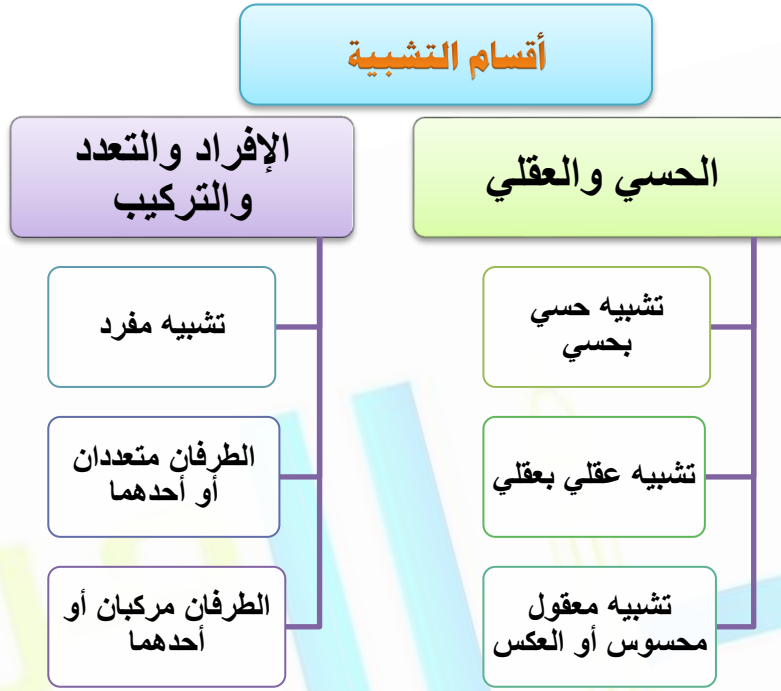 أقسام التشبية
الحسي والعقلي
تشبيه حسي
بحسي
تشبيه عقلي بعقلي
تشبيه معقول
محسوس أو العكس
الإفراد والتعدد
والتركيب
تشبيه مفرد
الطرفان متعددان
أو أحدهما
الطرفان مركبان أو
أحدهما